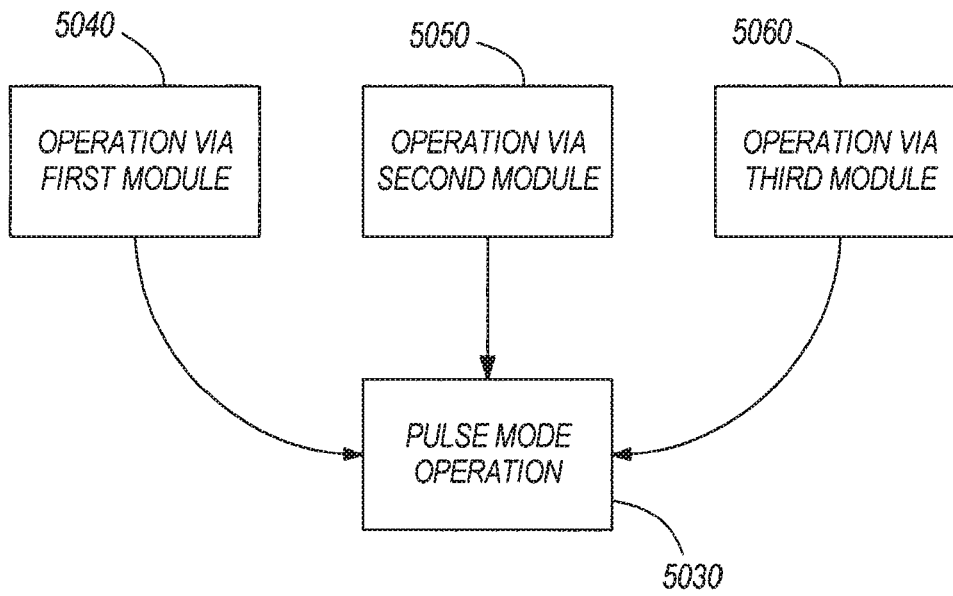 5040
5050
5060
OPERATION VIA
FIRST MODULE
OPERATION VIA
SECOND MODULE
OPERATION VIA
THIRD MODULE
PULSE MODE
OPERATION
5030